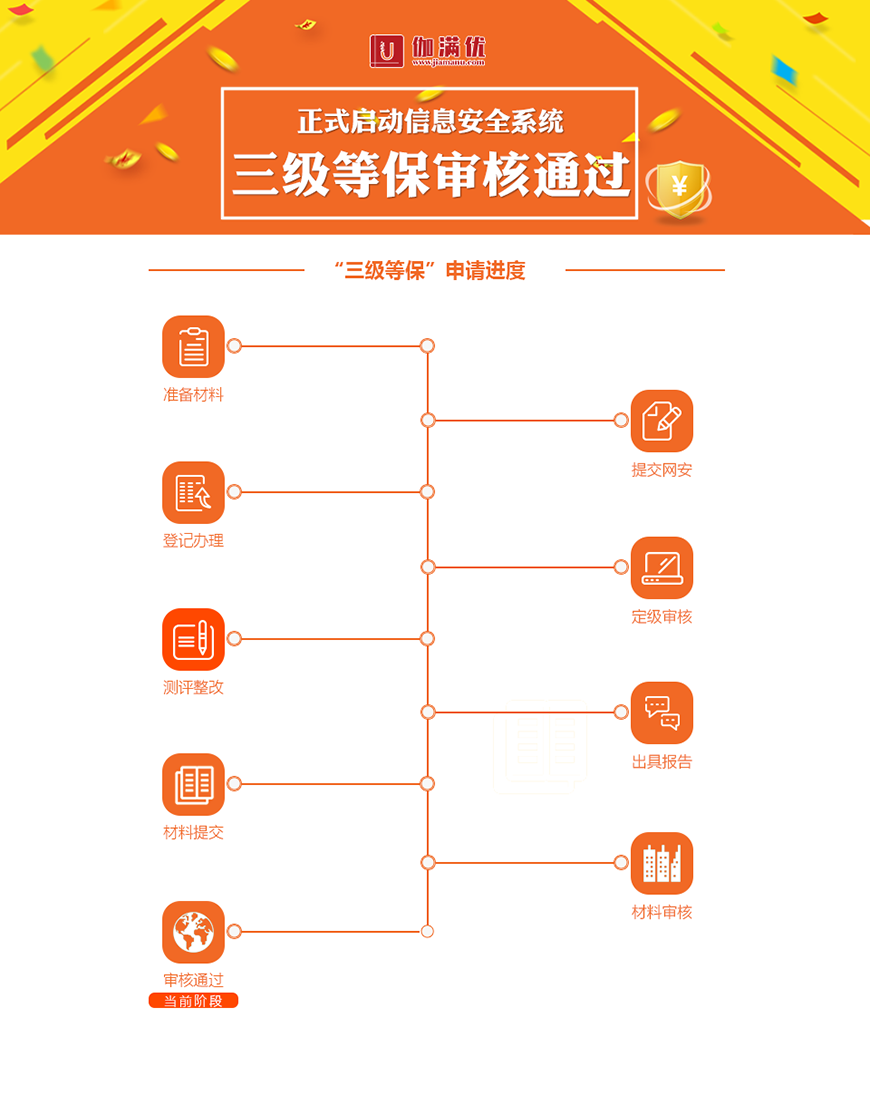 伽满优
www.jiamanu.com
正式启动信息安全系统
三级等保审核通过
“三级等保”申请进度
准备材料
提交网安
登记办理
定级审核
测评整改
出具报告
材料提交
材料审核
审核通过
当前阶段